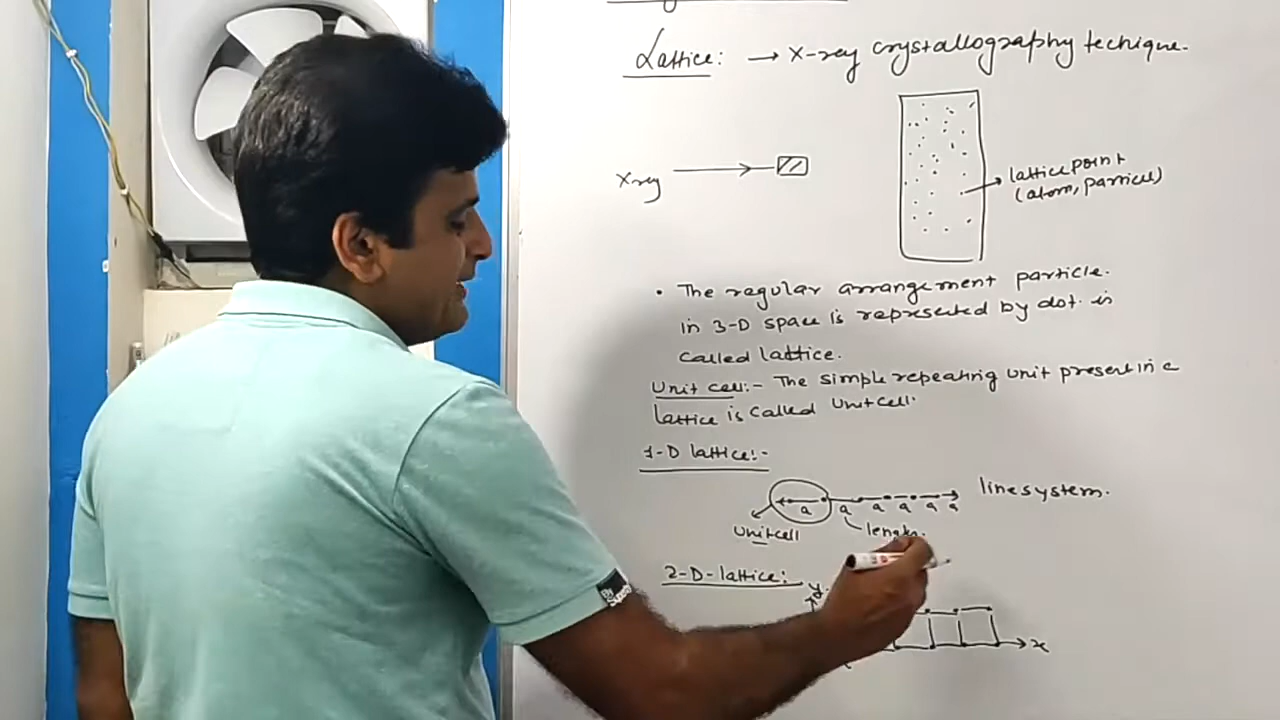 Lattice: → X-ray crystallography techique.
X-ray
lattice point
(atom, particle)
• The regular arrangement particle.
in 3-D space is represented by dot is
called lattice.
Unit cell:- The simple repeating unit present in a
lattice is called Unit cell.
1-D lattice:-
line system.
a a a a a a
Unit cell
length.
2-D-lattice:
y
x